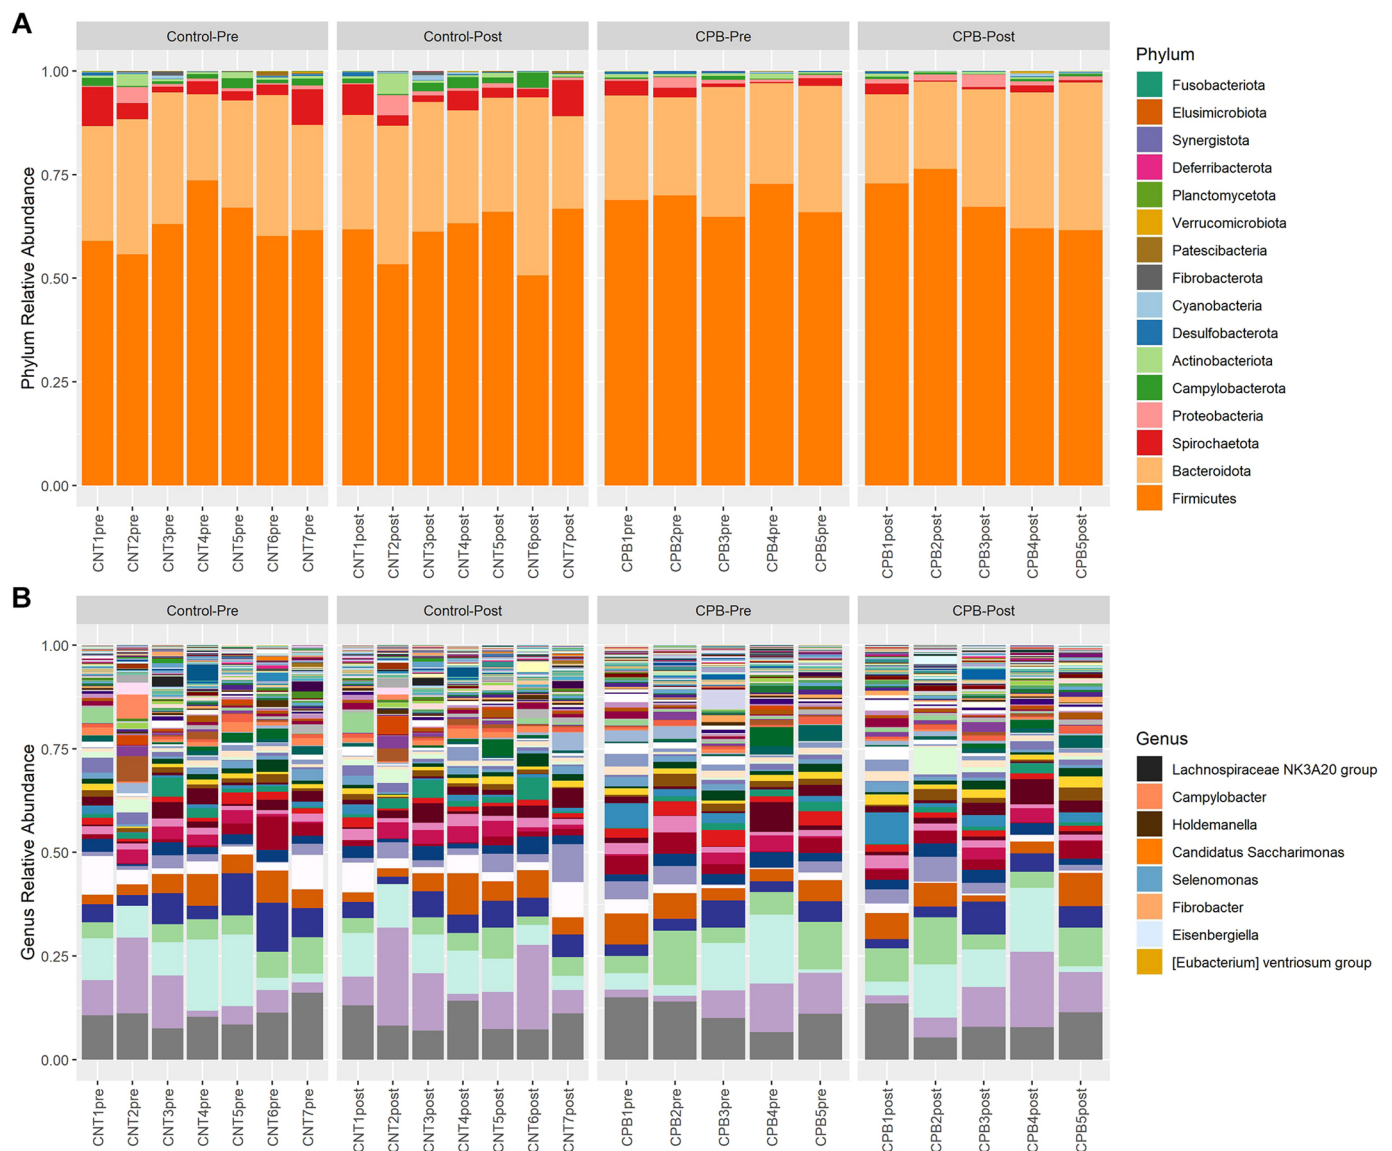 A
Control-Pre
Control-Post
CPB-Pre
CPB-Post
Phylum Relative Abundance
1.00
0.75
0.50
0.25
0.00
CNT1pre
CNT2pre
CNT3pre
CNT4pre
CNT5pre
CNT6pre
CNT7pre
CNT1post
CNT2post
CNT3post
CNT4post
CNT5post
CNT6post
CNT7post
CPB1pre
CPB2pre
CPB3pre
CPB4pre
CPB5pre
CPB1post
CPB2post
CPB3post
CPB4post
CPB5post
Phylum
Fusobacteriota
Elusimicrobiota
Synergistota
Deferribacterota
Planctomycetota
Verrucomicrobiota
Patescibacteria
Fibrobacterota
Cyanobacteria
Desulfobacterota
Actinobacteriota
Campylobacterota
Proteobacteria
Spirochaetota
Bacteroidota
Firmicutes
B
Control-Pre
Control-Post
CPB-Pre
CPB-Post
Genus Relative Abundance
1.00
0.75
0.50
0.25
0.00
CNT1pre
CNT2pre
CNT3pre
CNT4pre
CNT5pre
CNT6pre
CNT7pre
CNT1post
CNT2post
CNT3post
CNT4post
CNT5post
CNT6post
CNT7post
CPB1pre
CPB2pre
CPB3pre
CPB4pre
CPB5pre
CPB1post
CPB2post
CPB3post
CPB4post
CPB5post
Genus
Lachnospiraceae NK3A20 group
Campylobacter
Holdemanella
Candidatus Saccharimonas
Selenomonas
Fibrobacter
Eisenbergiella
[Eubacterium] ventriosum group